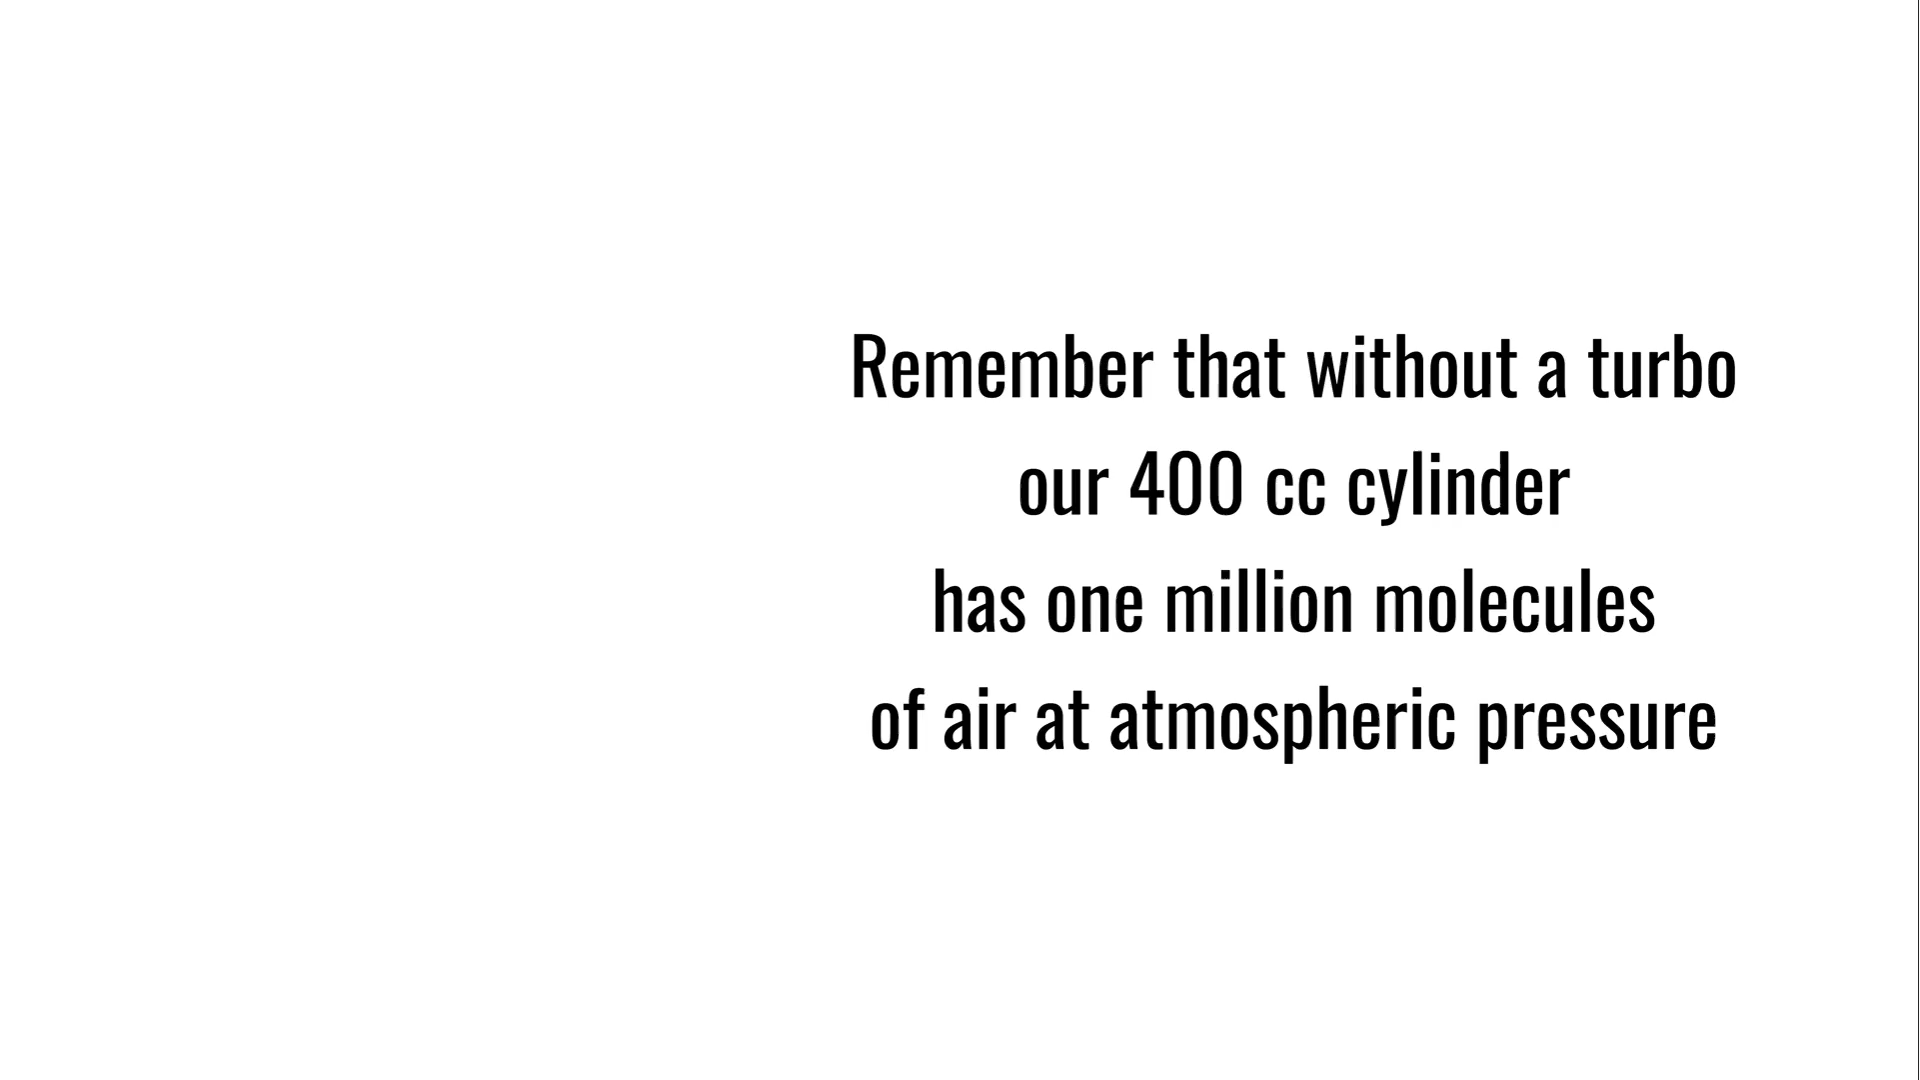 Remember that without a turbo
our 400 cc cylinder
has one million molecules
of air at atmospheric pressure